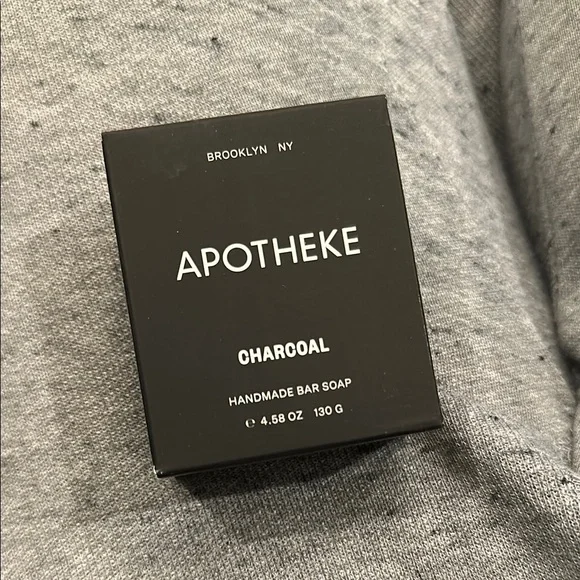 BROOKLYN NY
APOTHEKE
CHARCOAL
HANDMADE BAR SOAP
℮ 4.58 OZ 130 G